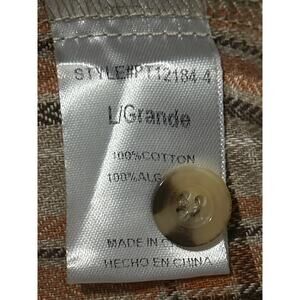 STYLE#PT12184-4
L/Grande
100%COTTON
100%ALG
MADE IN C
HECHO EN CHINA